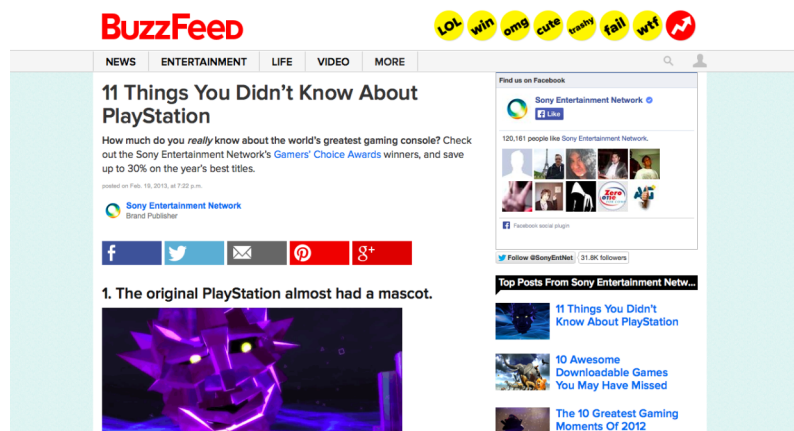 BuzzFeeD
LOL win omg cute trashy fail wtf
NEWS ENTERTAINMENT LIFE VIDEO MORE
11 Things You Didn't Know About
PlayStation
How much do you really know about the world's greatest gaming console? Check
out the Sony Entertainment Network's Gamers' Choice Awards winners, and save
up to 30% on the year's best titles.
posted on Feb. 19, 2013, at 7:22 p.m.
Sony Entertainment Network
Brand Publisher
f
g+
1. The original PlayStation almost had a mascot.
Find us on Facebook
Sony Entertainment Network
Like
120,161 people like Sony Entertainment Network.
Zero
one
Facebook social plugin
Follow @SonyEntNet 31.8K followers
Top Posts From Sony Entertainment Netw...
11 Things You Didn't
Know About PlayStation
10 Awesome
Downloadable Games
You May Have Missed
The 10 Greatest Gaming
Moments Of 2012